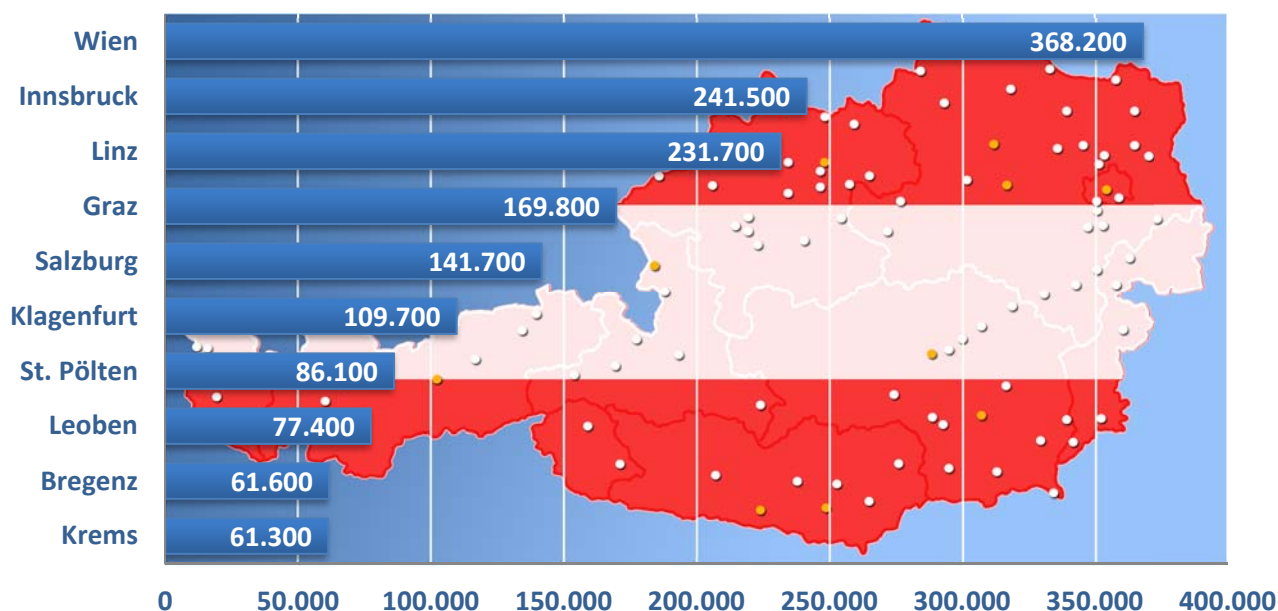 Wien 368.200
Innsbruck 241.500
Linz 231.700
Graz 169.800
Salzburg 141.700
Klagenfurt 109.700
St. Pölten 86.100
Leoben 77.400
Bregenz 61.600
Krems 61.300
0 50.000 100.000 150.000 200.000 250.000 300.000 350.000 400.000